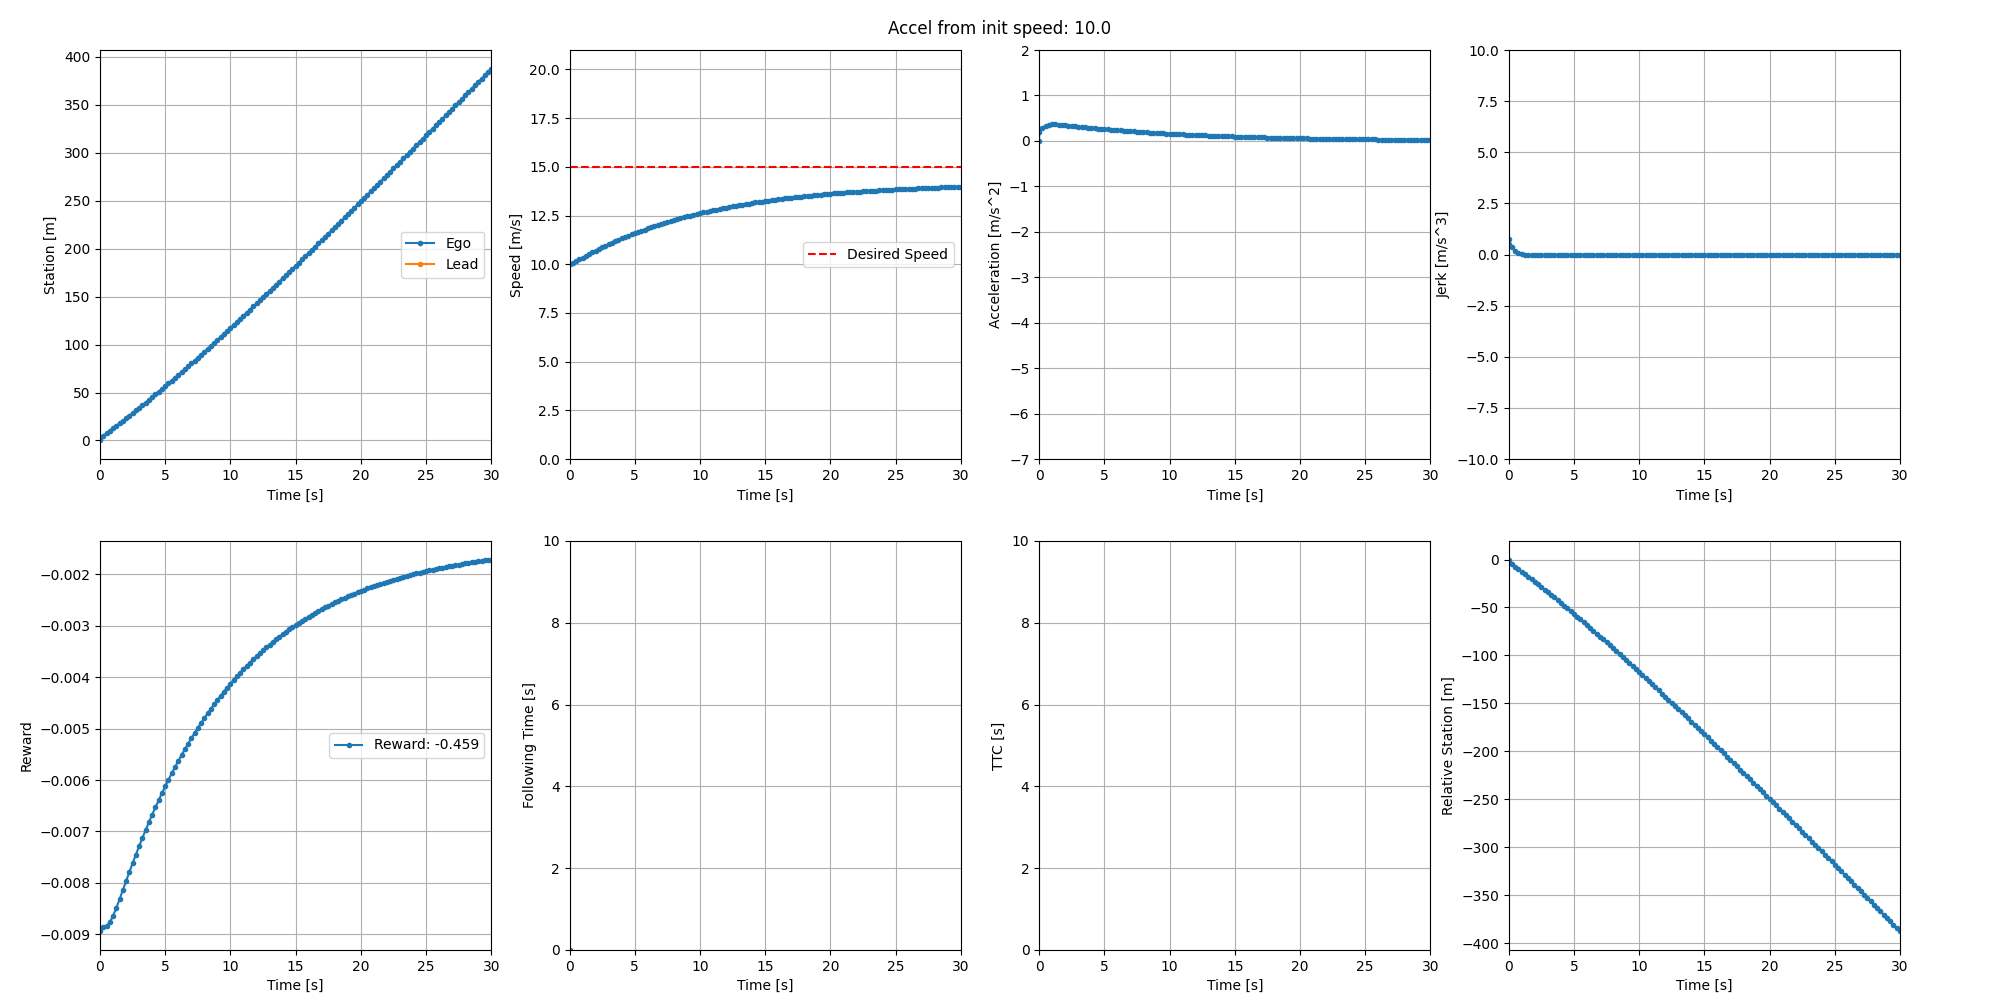 Accel from init speed: 10.0
Station [m]
400
350
300
250
200
150
100
50
0
Ego
Lead
0 5 10 15 20 25 30
Time [s]
Speed [m/s]
20.0
17.5
15.0
12.5
10.0
7.5
5.0
2.5
0.0
Desired Speed
0 5 10 15 20 25 30
Time [s]
Acceleration [m/s^2]
2
1
0
−1
−2
−3
−4
−5
−6
−7
0 5 10 15 20 25 30
Time [s]
Jerk [m/s^3]
10.0
7.5
5.0
2.5
0.0
−2.5
−5.0
−7.5
−10.0
0 5 10 15 20 25 30
Time [s]
Reward
−0.002
−0.003
−0.004
−0.005
−0.006
−0.007
−0.008
−0.009
Reward: -0.459
0 5 10 15 20 25 30
Time [s]
Following Time [s]
10
8
6
4
2
0
0 5 10 15 20 25 30
Time [s]
TTC [s]
10
8
6
4
2
0
0 5 10 15 20 25 30
Time [s]
Relative Station [m]
0
−50
−100
−150
−200
−250
−300
−350
−400
0 5 10 15 20 25 30
Time [s]